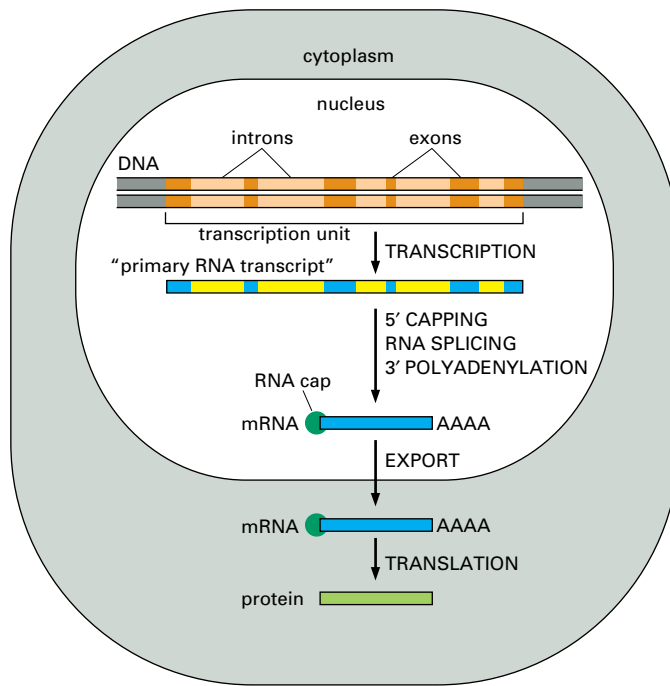 cytoplasm
nucleus
introns exons
DNA
transcription unit
TRANSCRIPTION
“primary RNA transcript”
5′ CAPPING
RNA SPLICING
3′ POLYADENYLATION
RNA cap
mRNA AAAA
EXPORT
mRNA AAAA
TRANSLATION
protein